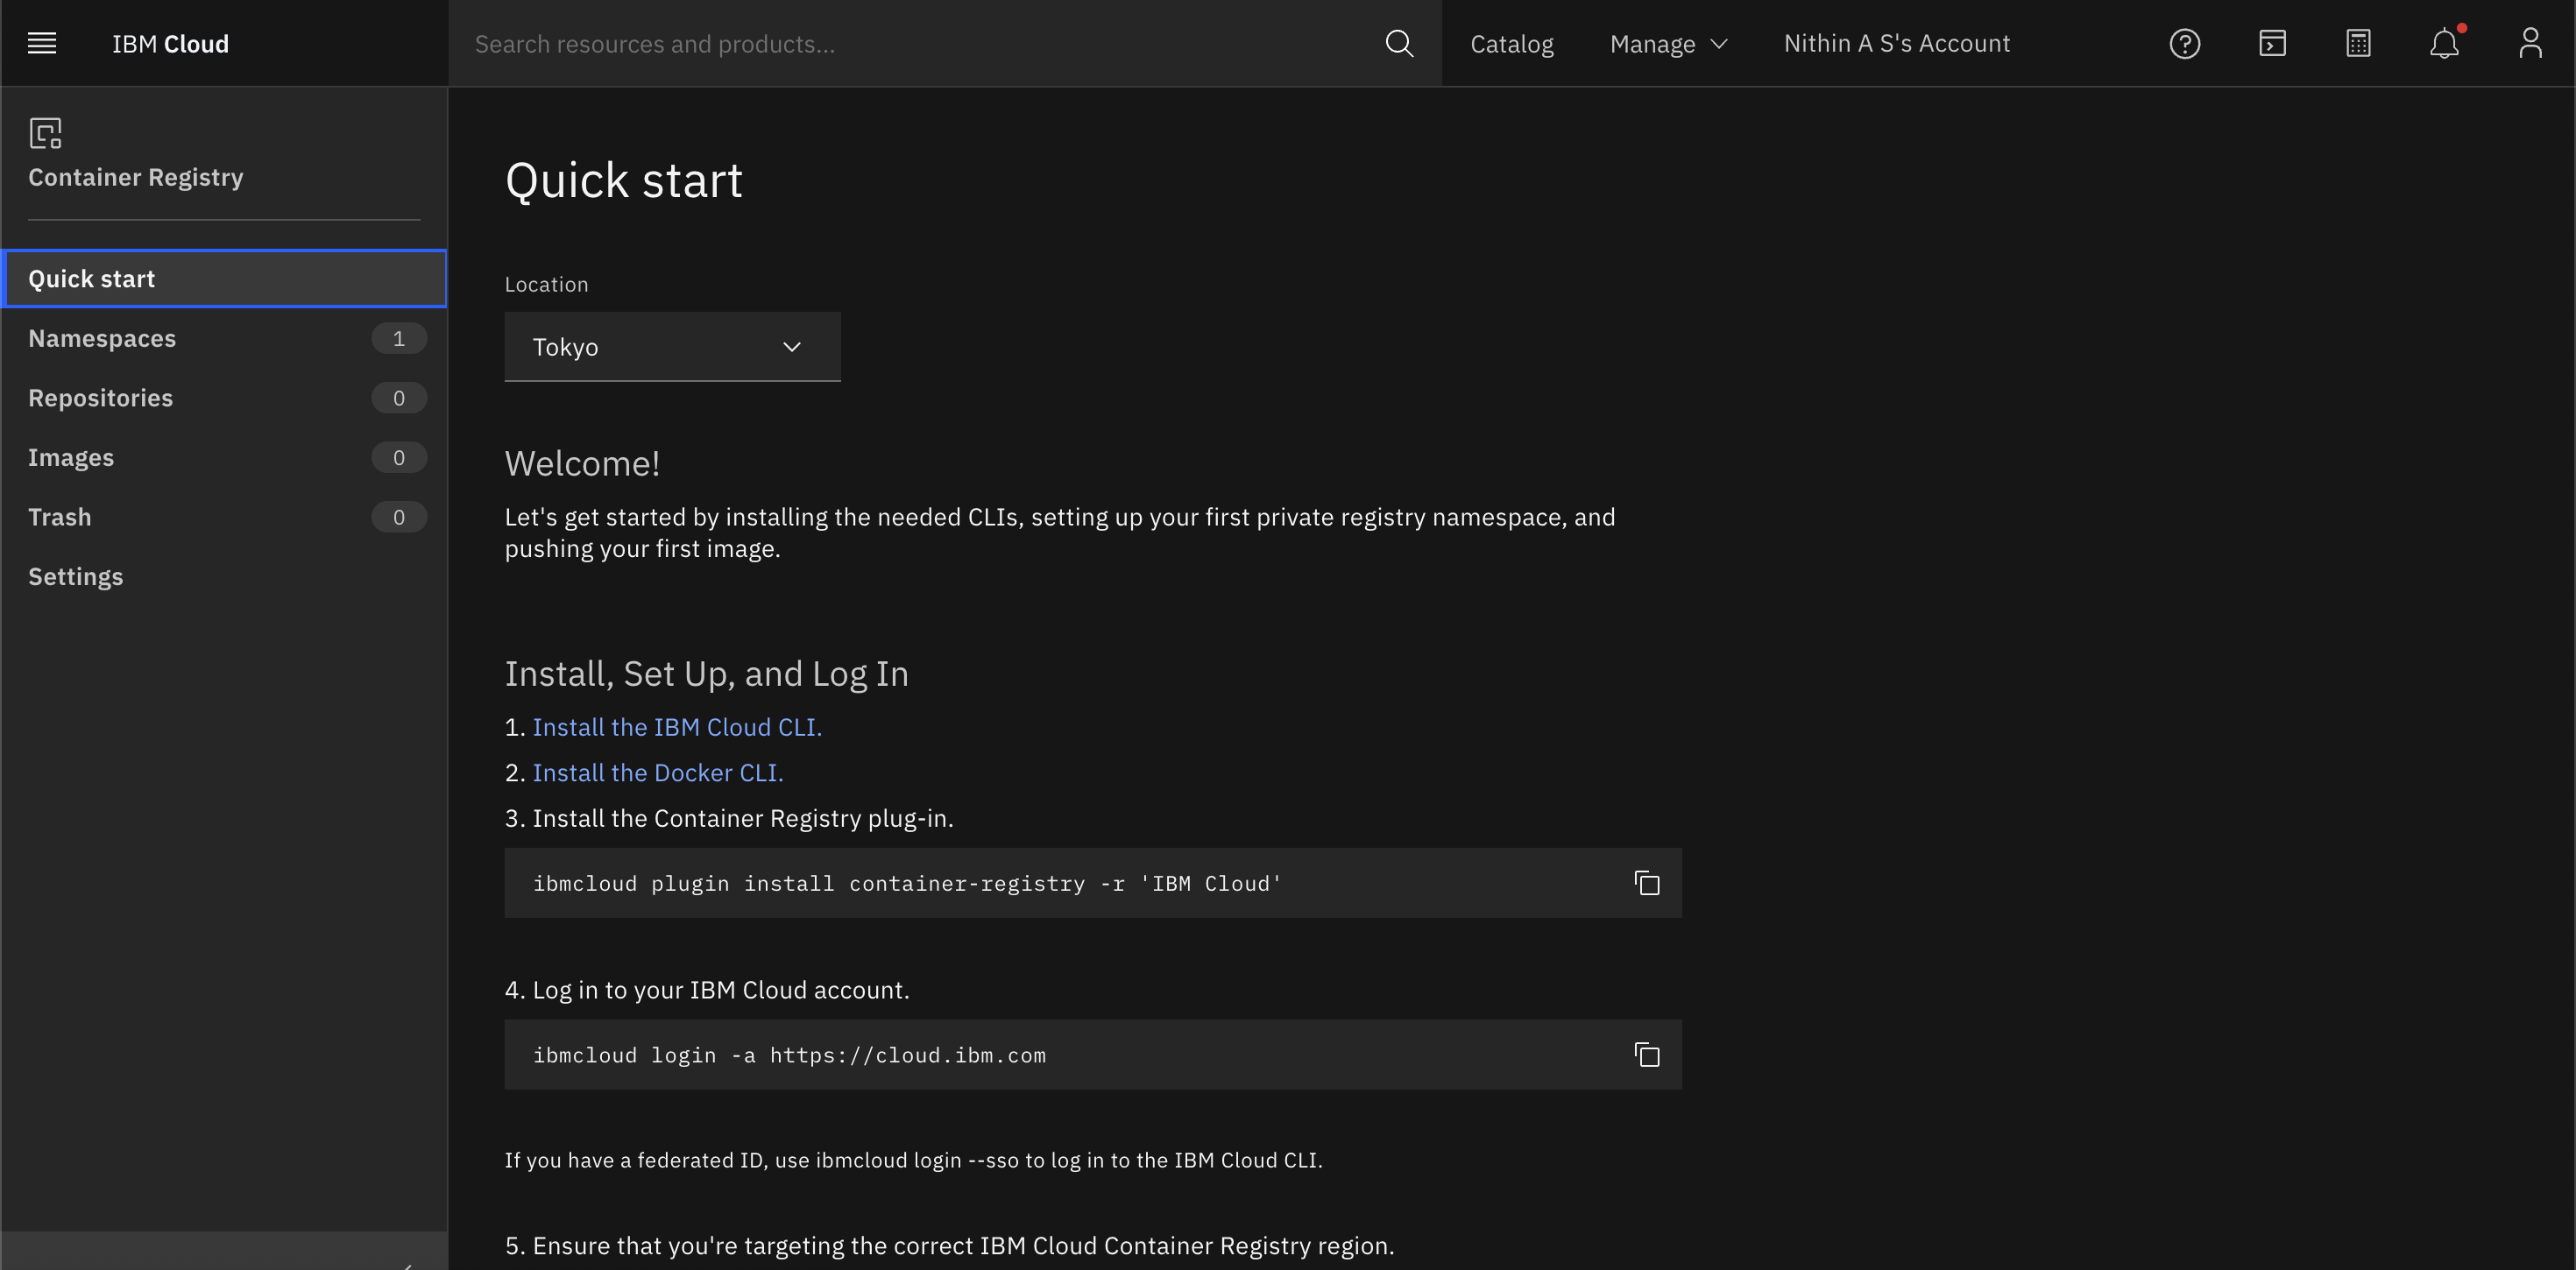 IBM Cloud
Search resources and products...
Catalog
Manage
Nithin A S's Account
Container Registry
Quick start
Namespaces 1
Repositories 0
Images 0
Trash 0
Settings
Quick start
Location
Tokyo
Welcome!
Let's get started by installing the needed CLIs, setting up your first private registry namespace, and
pushing your first image.
Install, Set Up, and Log In
1. Install the IBM Cloud CLI.
2. Install the Docker CLI.
3. Install the Container Registry plug-in.
ibmcloud plugin install container-registry -r 'IBM Cloud'
4. Log in to your IBM Cloud account.
ibmcloud login -a https://cloud.ibm.com
If you have a federated ID, use ibmcloud login --sso to log in to the IBM Cloud CLI.
5. Ensure that you're targeting the correct IBM Cloud Container Registry region.